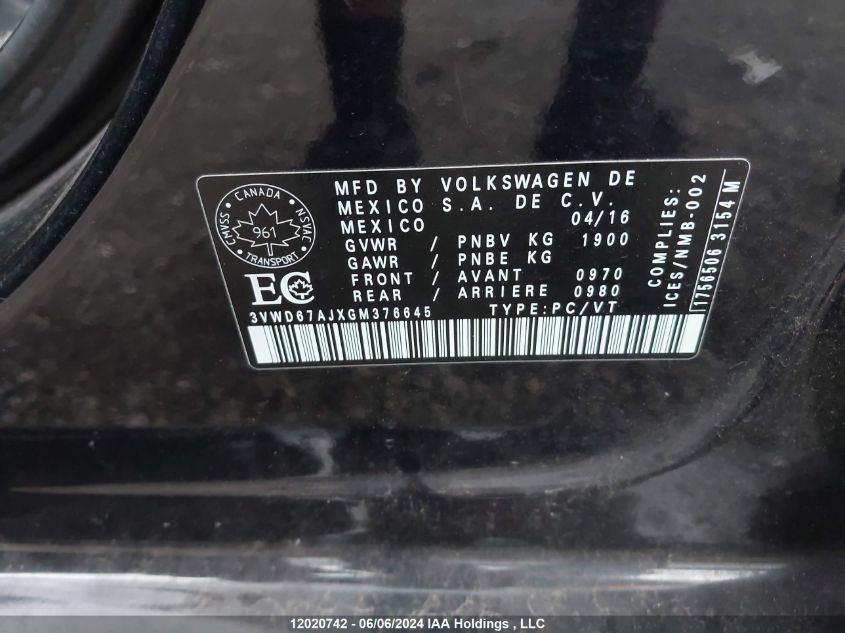 CANADA
CMVSS
961
NSVAC
TRANSPORT
EC
MFD BY VOLKSWAGEN DE
MEXICO S.A. DE C.V.
MEXICO 04/16
GVWR / PNBV KG 1900
GAWR / PNBE KG
FRONT / AVANT 0970
REAR / ARRIERE 0980
3VWD67AJXGM376645 TYPE:PC/VT
COMPLIES:
ICES/NMB-002
1756506 3154 M
12020742 - 06/06/2024 IAA Holdings , LLC